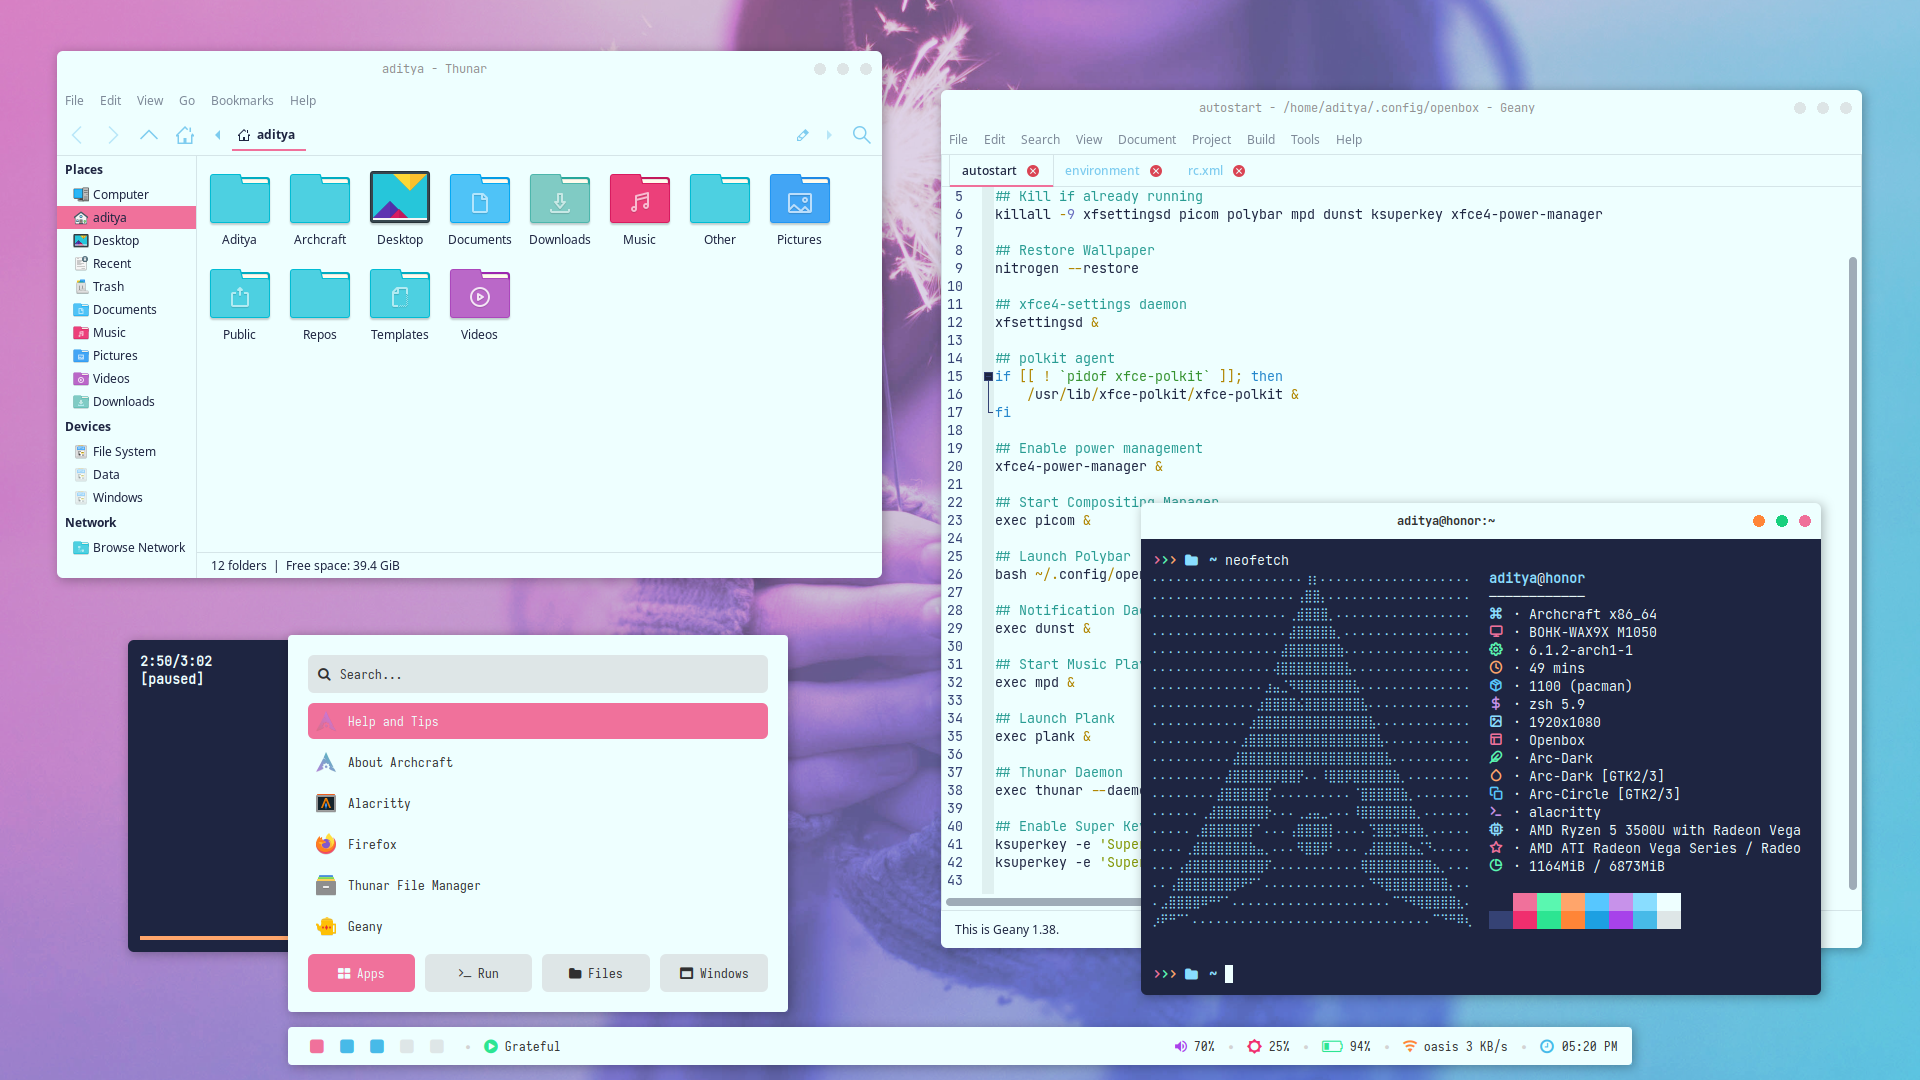 aditya - Thunar
File Edit View Go Bookmarks Help
aditya
Places
Computer
aditya
Desktop
Recent
Trash
Documents
Music
Pictures
Videos
Downloads
Devices
File System
Data
Windows
Network
Browse Network
Aditya Archcraft Desktop Documents Downloads Music Other Pictures
Public Repos Templates Videos
12 folders | Free space: 39.4 GiB
autostart - /home/aditya/.config/openbox - Geany
File Edit Search View Document Project Build Tools Help
autostart environment rc.xml
5 ## Kill if already running
6 killall -9 xfsettingsd picom polybar mpd dunst ksuperkey xfce4-power-manager
7
8 ## Restore Wallpaper
9 nitrogen --restore
10
11 ## xfce4-settings daemon
12 xfsettingsd &
13
14 ## polkit agent
15 if [[ ! `pidof xfce-polkit` ]]; then
16 /usr/lib/xfce-polkit/xfce-polkit &
17 fi
18
19 ## Enable power management
20 xfce4-power-manager &
21
22 ## Start Compositing Manager
23 exec picom &
24
25 ## Launch Polybar
26 bash ~/.config/open
27
28 ## Notification Dae
29 exec dunst &
30
31 ## Start Music Play
32 exec mpd &
33
34 ## Launch Plank
35 exec plank &
36
37 ## Thunar Daemon
38 exec thunar --daemo
39
40 ## Enable Super Key
41 ksuperkey -e 'Super
42 ksuperkey -e 'Super
43
This is Geany 1.38.
aditya@honor:~
>>> ~ neofetch
aditya@honor
· Archcraft x86_64
· BOHK-WAX9X M1050
· 6.1.2-arch1-1
· 49 mins
· 1100 (pacman)
· zsh 5.9
· 1920x1080
· Openbox
· Arc-Dark
· Arc-Dark [GTK2/3]
· Arc-Circle [GTK2/3]
· alacritty
· AMD Ryzen 5 3500U with Radeon Vega
· AMD ATI Radeon Vega Series / Radeo
· 1164MiB / 6873MiB
>>> ~
2:50/3:02
[paused]
Search...
Help and Tips
About Archcraft
Alacritty
Firefox
Thunar File Manager
Geany
Apps Run Files Windows
Grateful 70% 25% 94% oasis 3 KB/s 05:20 PM